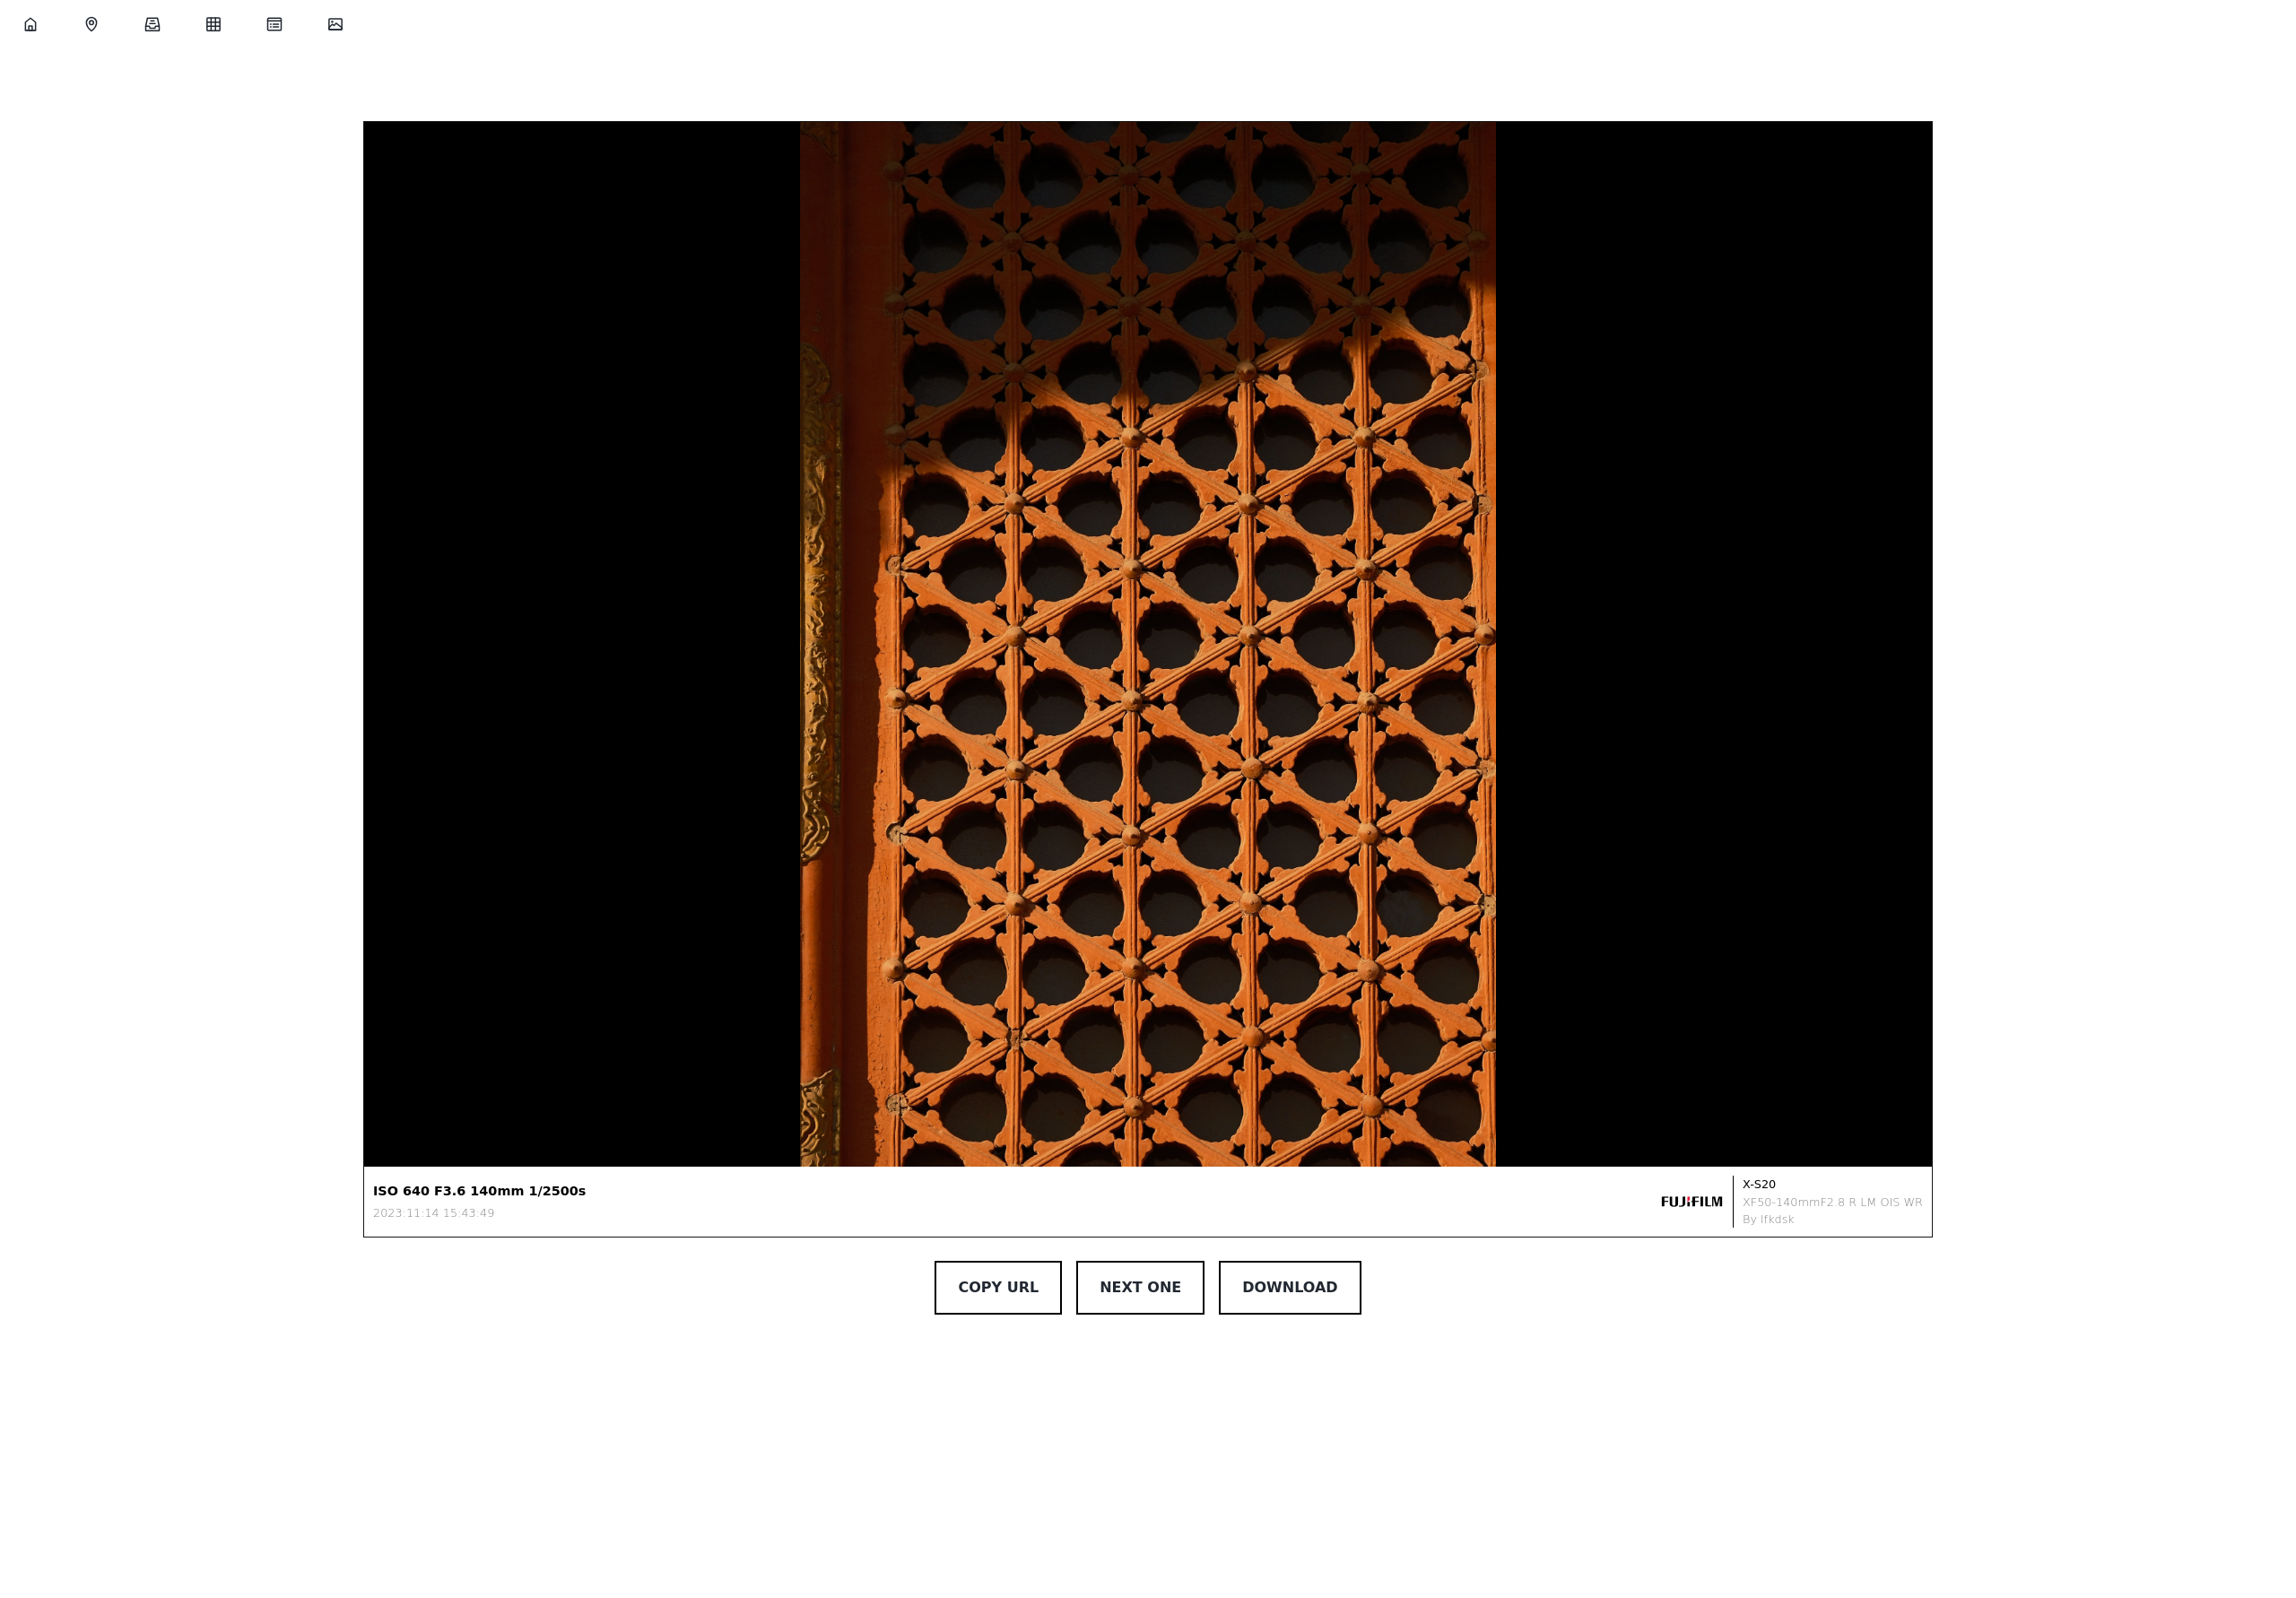 ISO 640 F3.6 140mm 1/2500s
2023:11:14 15:43:49
FUJIFILM
X-S20
XF50-140mmF2.8 R LM OIS WR
By lfkdsk
COPY URL
NEXT ONE
DOWNLOAD